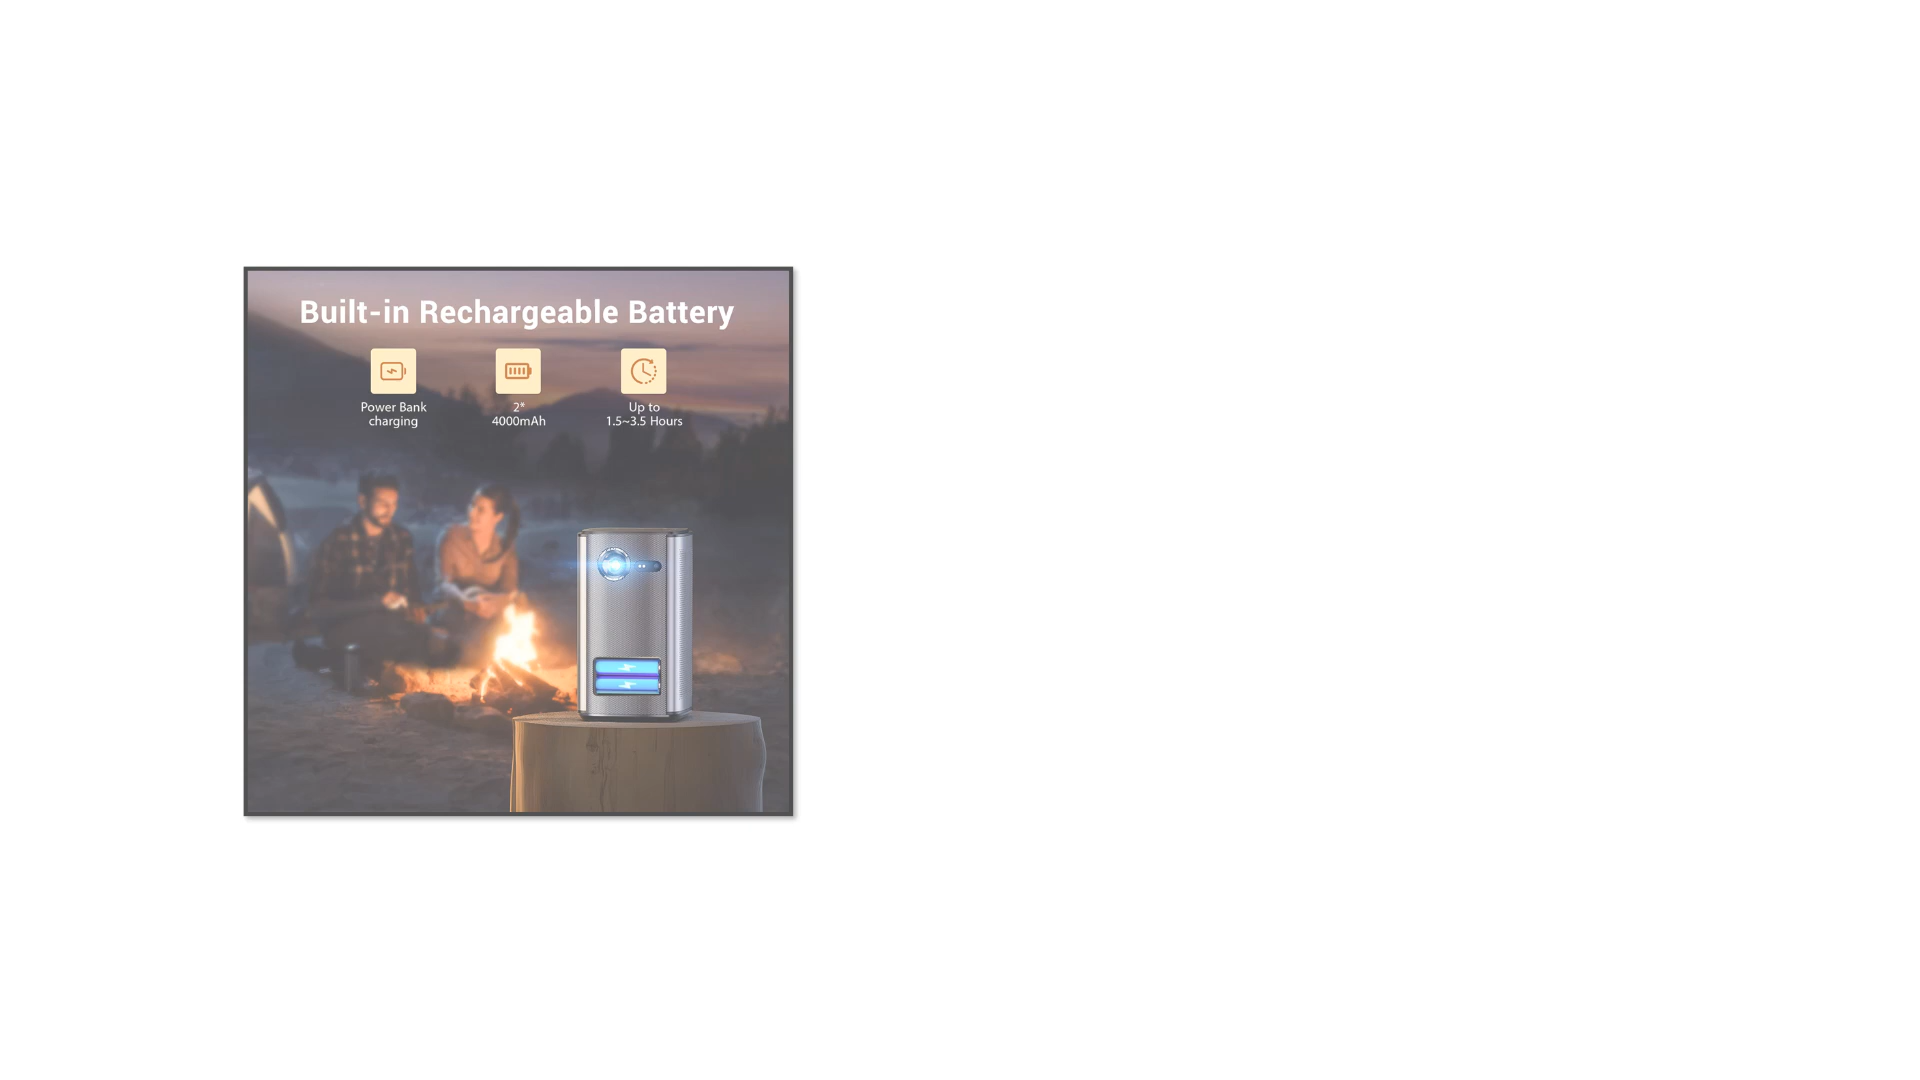 Built-in Rechargeable Battery
Power Bank
charging
2*
4000mAh
Up to
1.5~3.5 Hours